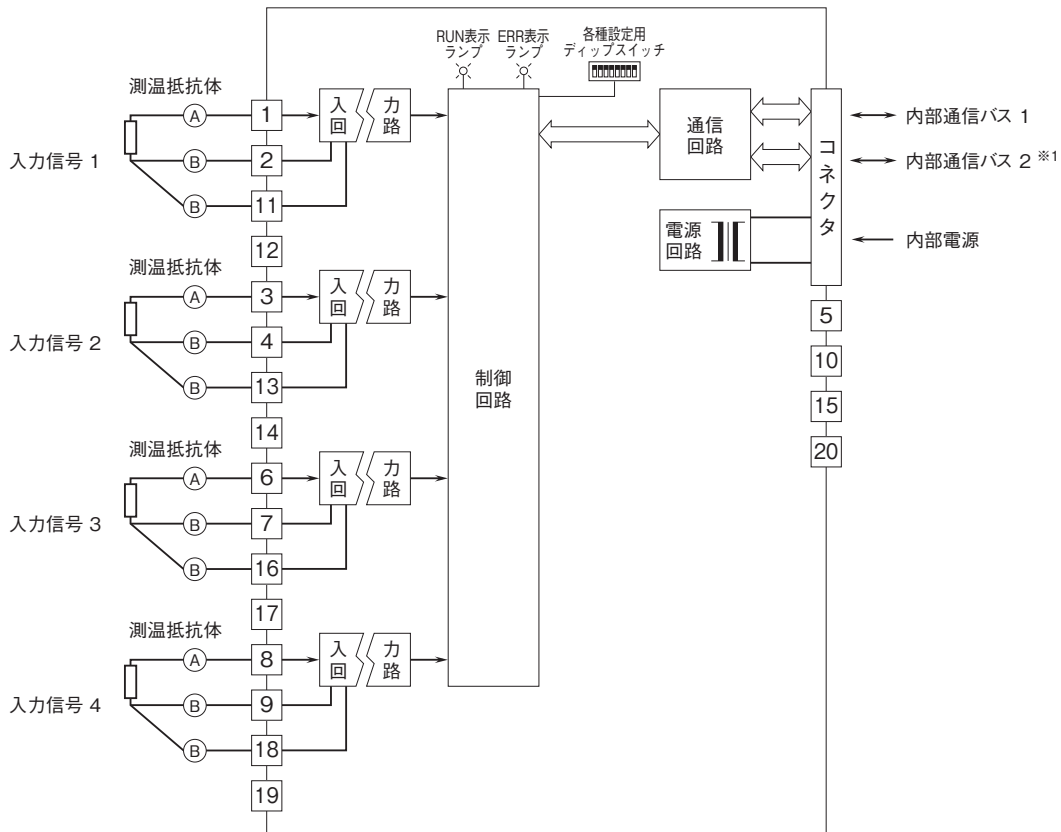 RUN表示
ランプ
ERR表示
ランプ
各種設定用
ディップスイッチ
測温抵抗体
入力信号 1
A
B
B
1
2
11
12
入 力
回 路
測温抵抗体
入力信号 2
A
B
B
3
4
13
14
入 力
回 路
測温抵抗体
入力信号 3
A
B
B
6
7
16
17
入 力
回 路
測温抵抗体
入力信号 4
A
B
B
8
9
18
19
入 力
回 路
制御
回路
通信
回路
電源
回路
コネクタ
内部通信バス 1
内部通信バス 2 ※1
内部電源
5
10
15
20